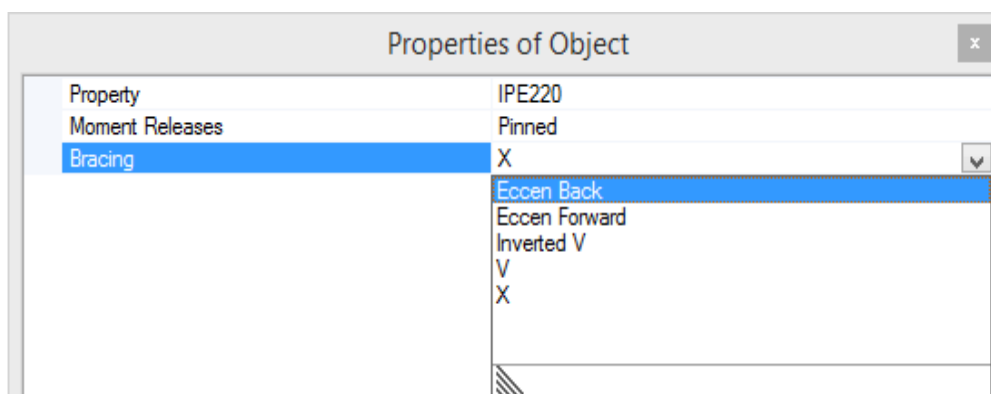 Properties of Object
x
Property IPE220
Moment Releases Pinned
Bracing X
Eccen Back
Eccen Forward
Inverted V
V
X